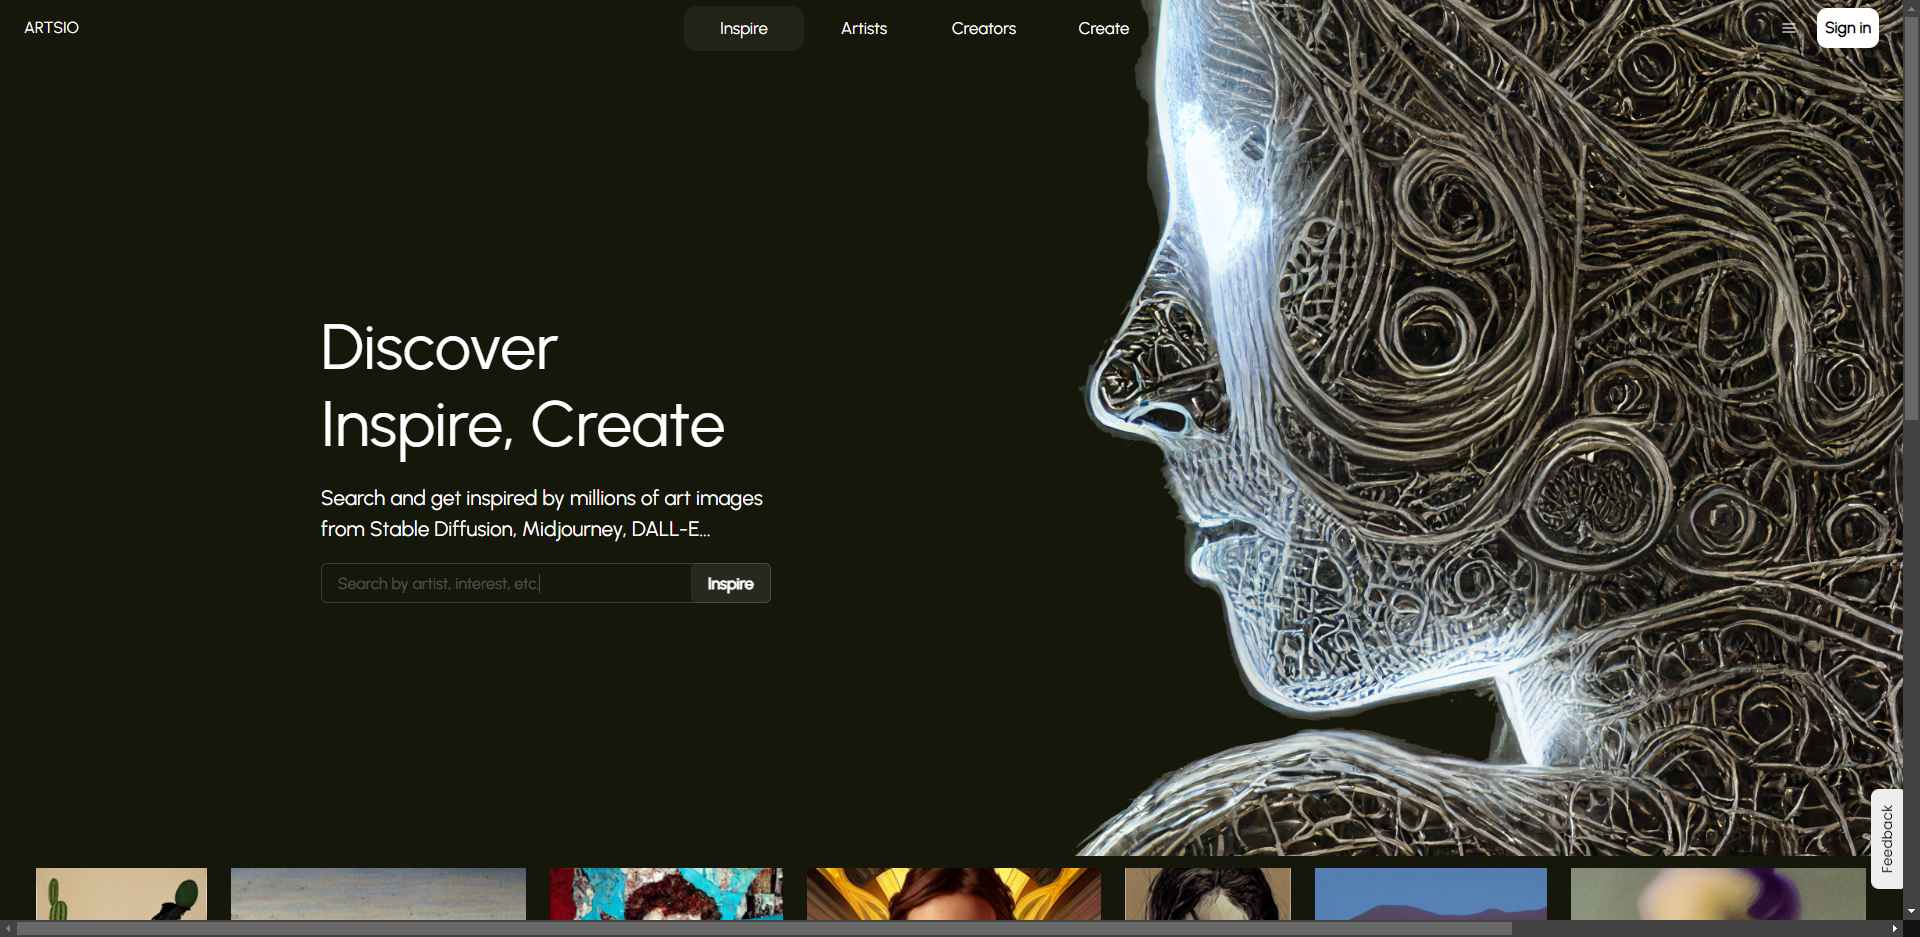 ARTSIO
Inspire
Artists
Creators
Create
Sign in
Discover
Inspire, Create
Search and get inspired by millions of art images
from Stable Diffusion, Midjourney, DALL-E...
Search by artist, interest, etc.
Inspire
Feedback